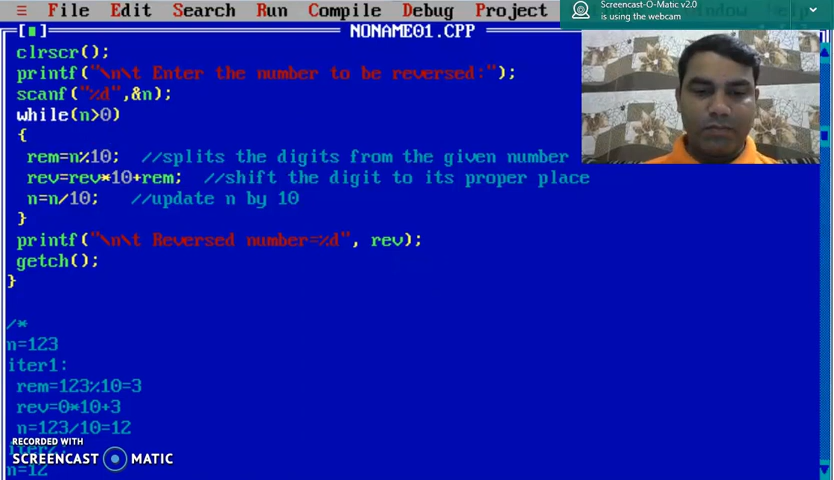 ≡ File Edit Search Run Compile Debug Project
Screencast-O-Matic v2.0
is using the webcam
NONAME01.CPP
clrscr();
printf("\n\t Enter the number to be reversed:");
scanf("%d",&n);
while(n>0)
{
rem=n%10; //splits the digits from the given number
rev=rev*10+rem; //shift the digit to its proper place
n=n/10; //update n by 10
}
printf("\n\t Reversed number=%d", rev);
getch();
}
/*
n=123
iter1:
rem=123%10=3
rev=0*10+3
n=123/10=12
RECORDED WITH
SCREENCAST MATIC
n=12